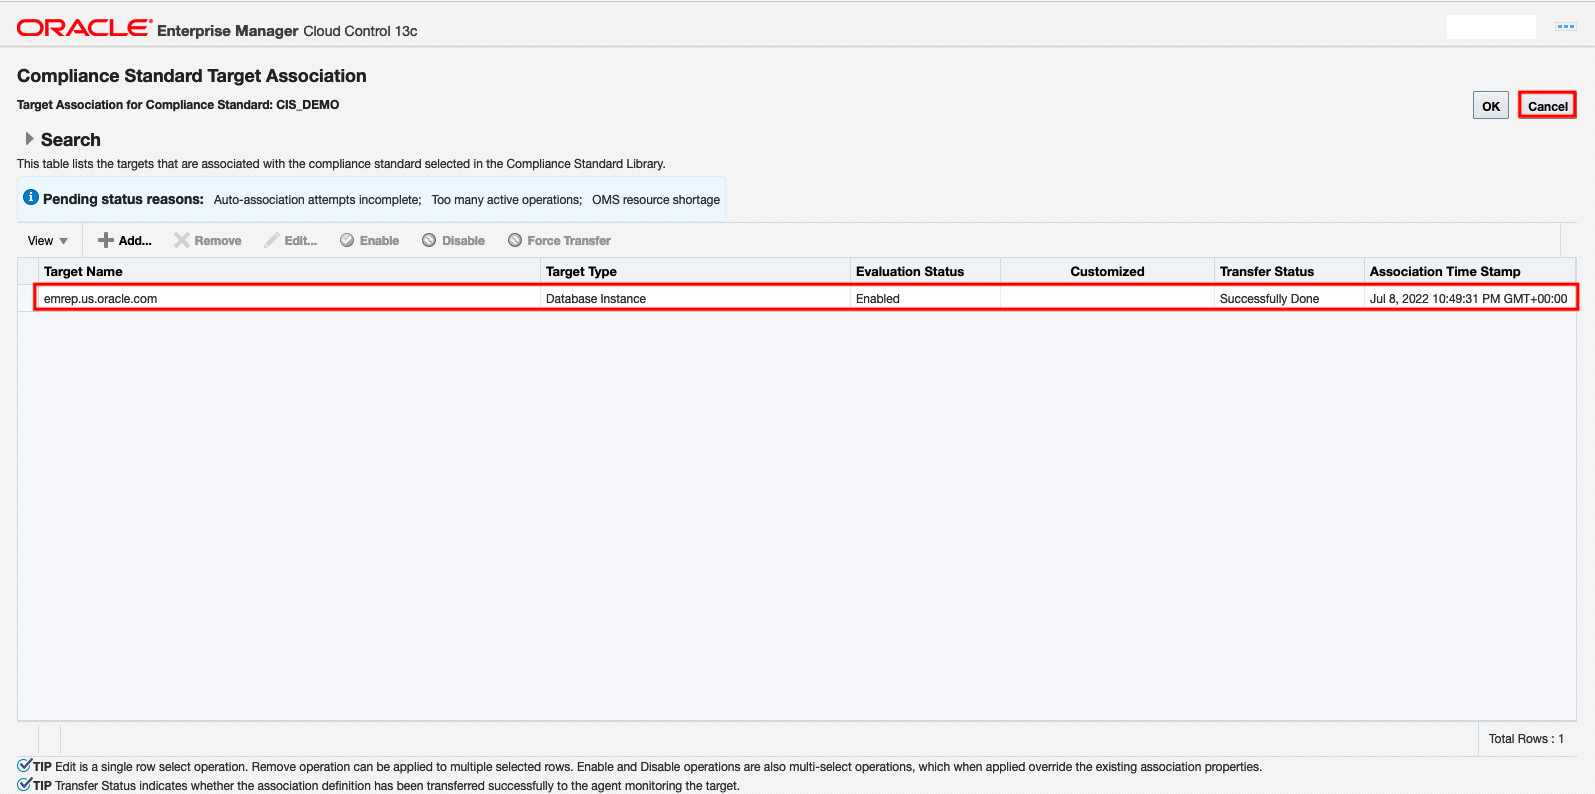 ORACLE Enterprise Manager Cloud Control 13c
Compliance Standard Target Association
Target Association for Compliance Standard: CIS_DEMO
OK Cancel
Search
This table lists the targets that are associated with the compliance standard selected in the Compliance Standard Library.
Pending status reasons: Auto-association attempts incomplete; Too many active operations; OMS resource shortage
View Add... Remove Edit... Enable Disable Force Transfer
Target Name Target Type Evaluation Status Customized Transfer Status Association Time Stamp
emrep.us.oracle.com Database Instance Enabled Successfully Done Jul 8, 2022 10:49:31 PM GMT+00:00
Total Rows : 1
TIP Edit is a single row select operation. Remove operation can be applied to multiple selected rows. Enable and Disable operations are also multi-select operations, which when applied override the existing association properties.
TIP Transfer Status indicates whether the association definition has been transferred successfully to the agent monitoring the target.